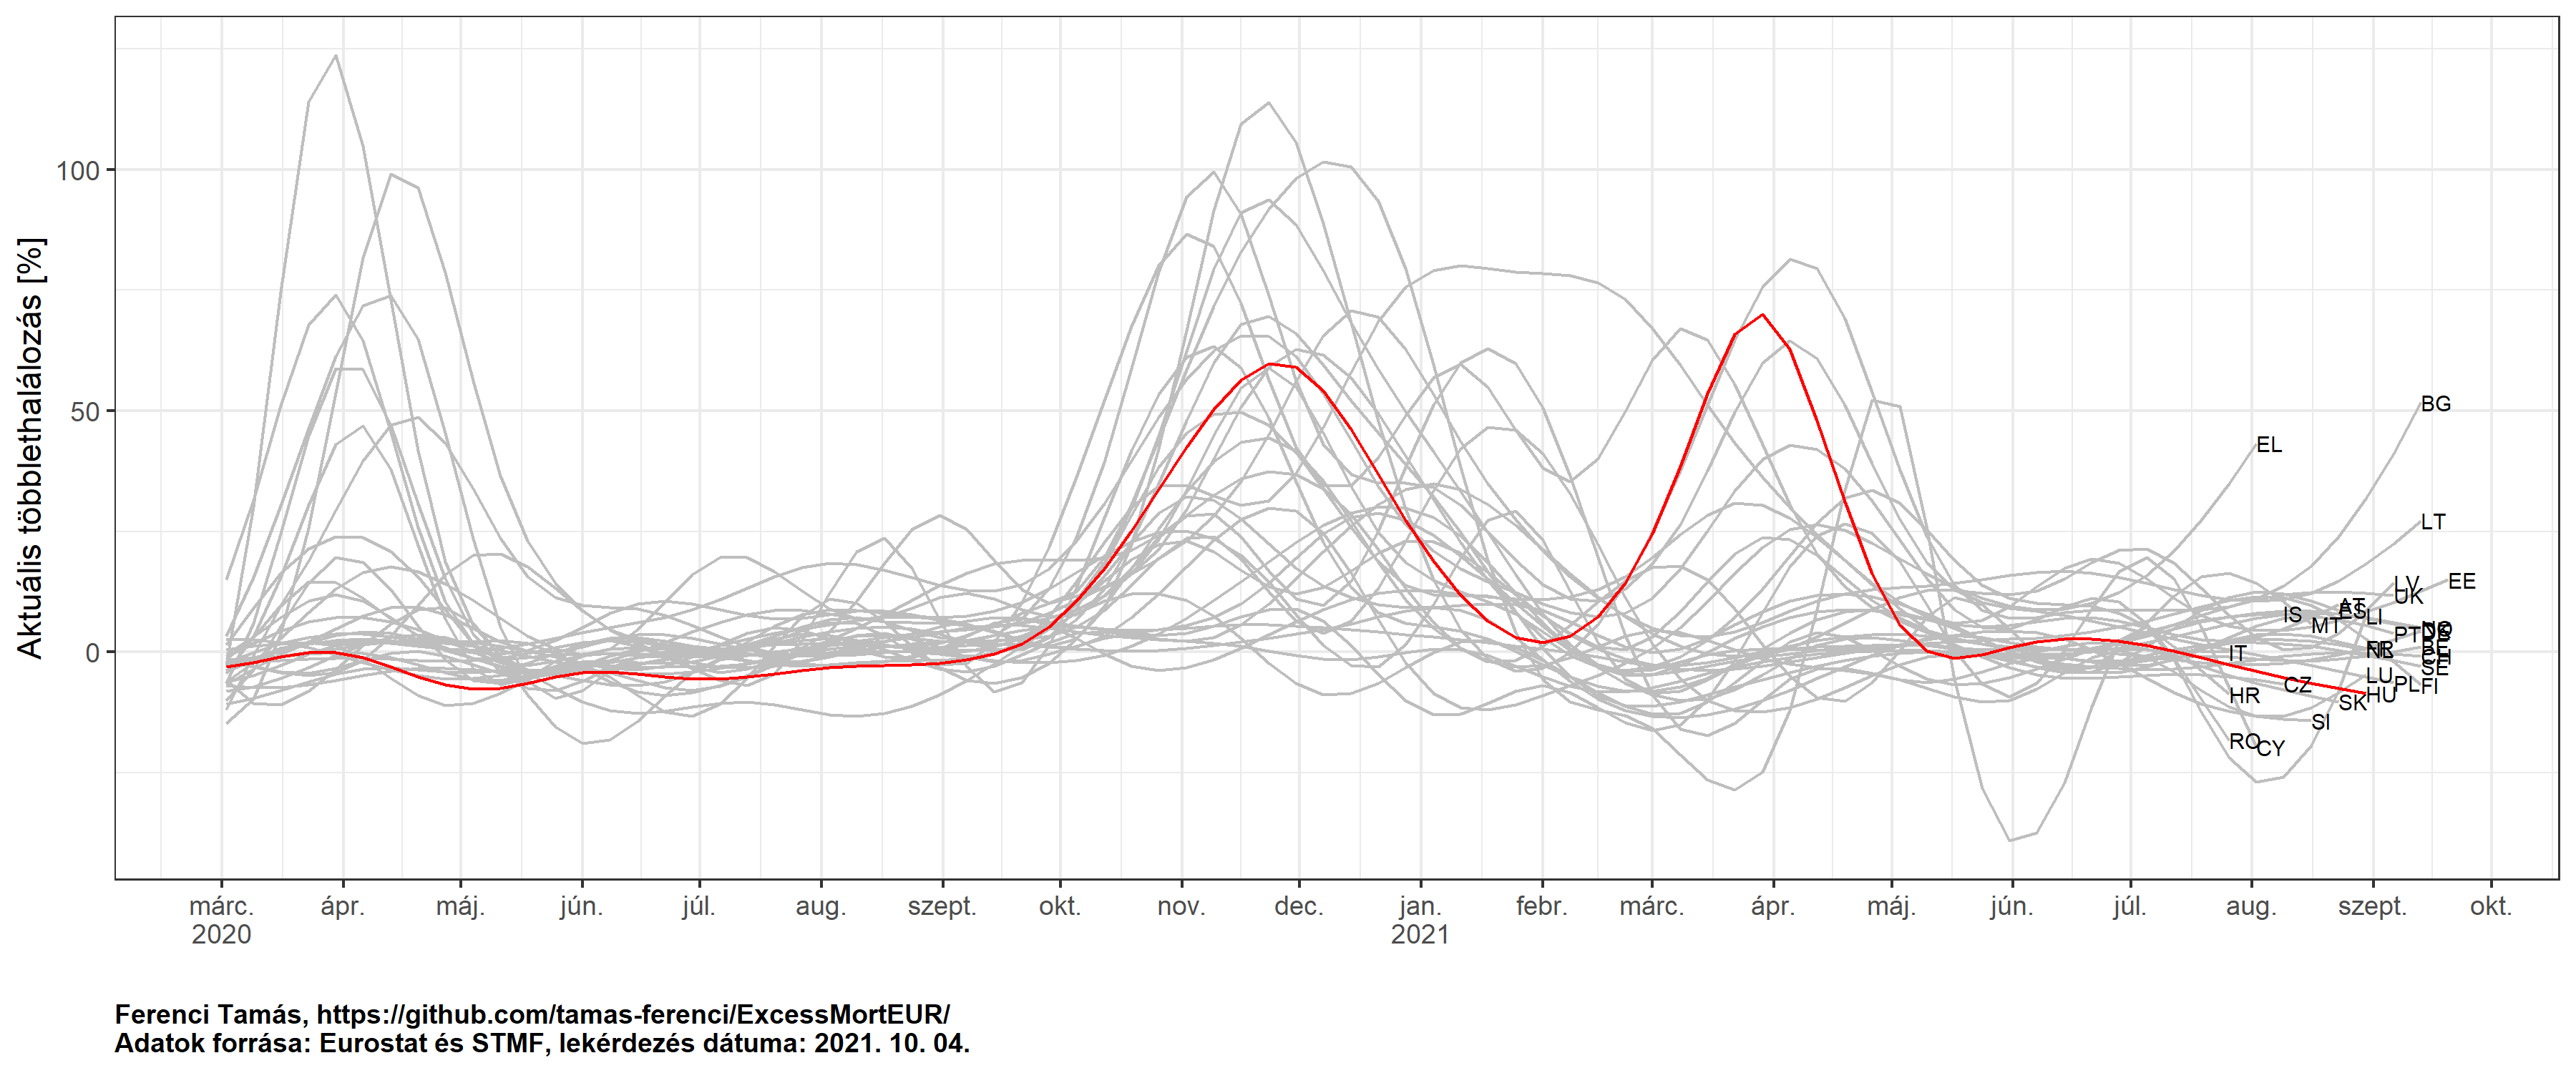 Aktuális többlethalálozás [%]
100
50
0
BG
EL
LT
LV
EE
UK
AT
ES
IS
LI
MT
PT
IT
LU
CZ
PL
FI
HR
SK
HU
SI
RO
CY
SE
CH
márc. ápr. máj. jún. júl. aug. szept. okt. nov. dec. jan. febr. márc. ápr. máj. jún. júl. aug. szept. okt.
2020 2021
Ferenci Tamás, https://github.com/tamas-ferenci/ExcessMortEUR/
Adatok forrása: Eurostat és STMF, lekérdezés dátuma: 2021. 10. 04.